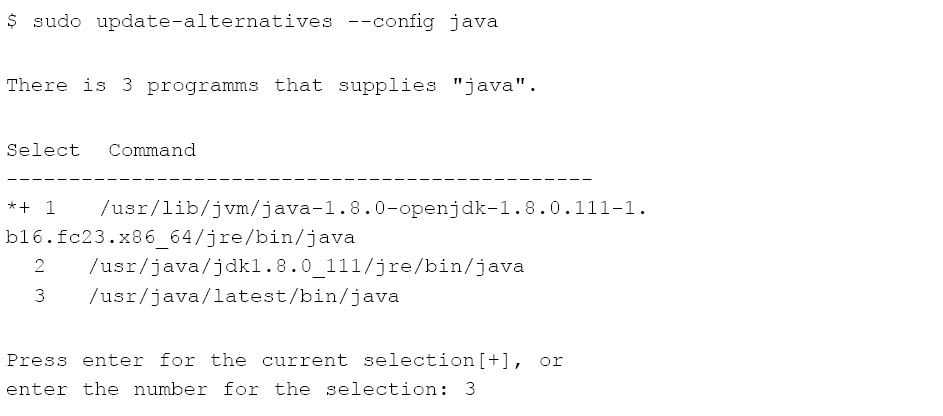 $ sudo update-alternatives --config java
There is 3 programms that supplies "java".
Select Command
-----------------------------------------------
*+ 1 /usr/lib/jvm/java-1.8.0-openjdk-1.8.0.111-1.
b16.fc23.x86_64/jre/bin/java
2 /usr/java/jdk1.8.0_111/jre/bin/java
3 /usr/java/latest/bin/java
Press enter for the current selection[+], or
enter the number for the selection: 3